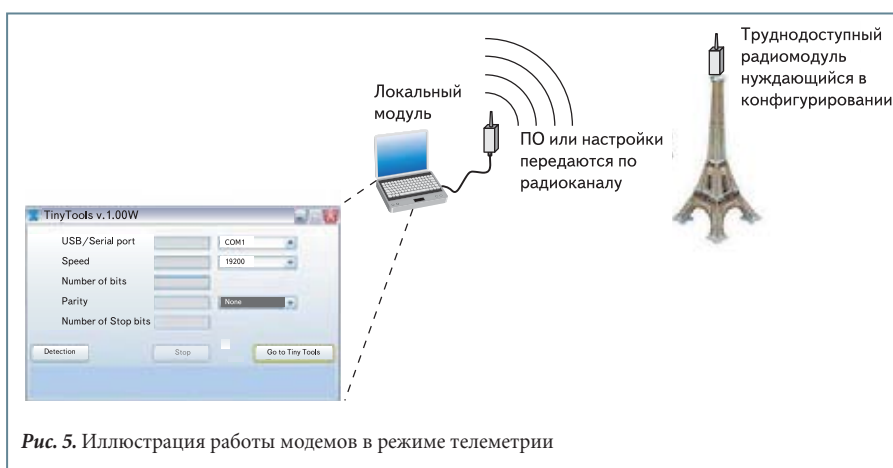 Труднодоступный
радиомодуль
нуждающийся в
конфигурировании
Локальный
модуль
ПО или настройки
передаются по
радиоканалу
TinyTools v.1.00W
USB/Serial port
COM1
Speed
19200
Number of bits
Parity
None
Number of Stop bits
Detection
Stop
Go to Tiny Tools
Рис. 5. Иллюстрация работы модемов в режиме телеметрии